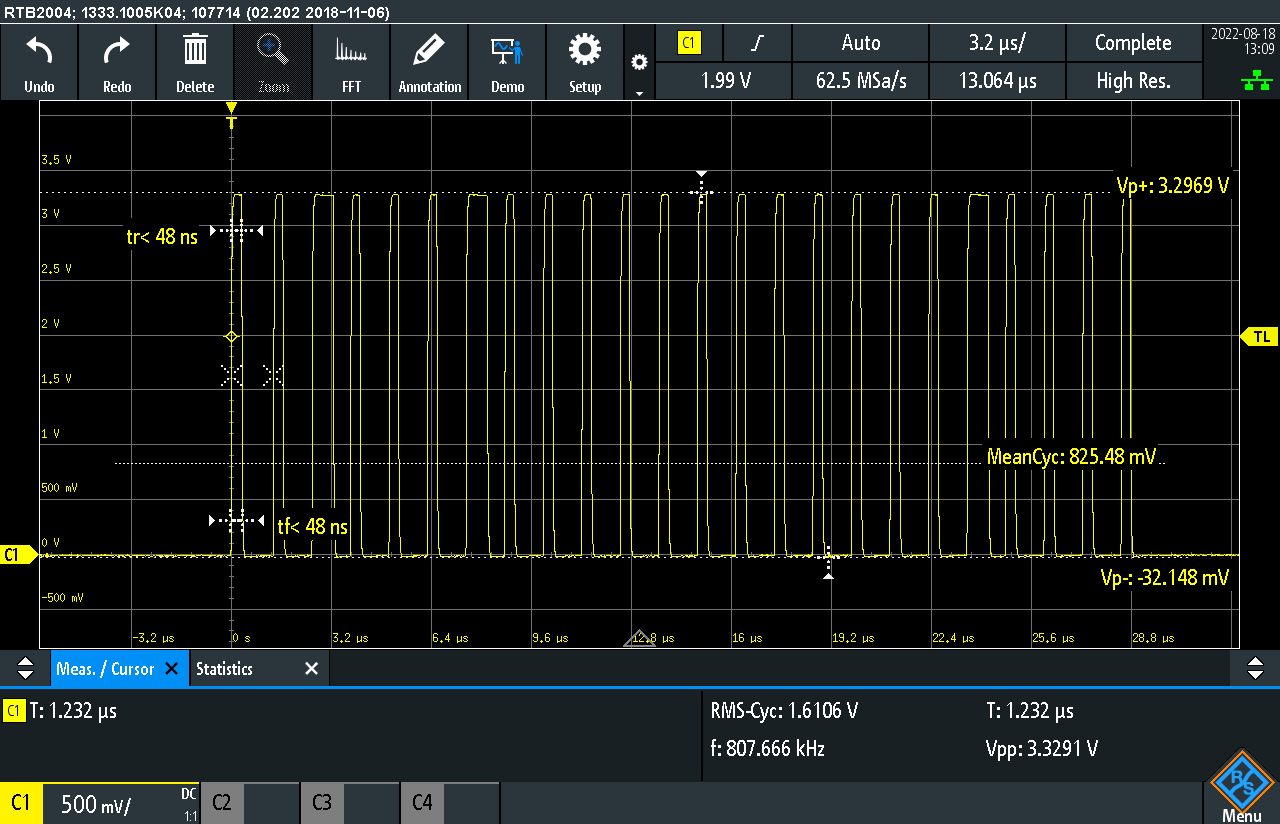 RTB2004; 1333.1005K04; 107714 (02.202 2018-11-06)
Undo
Redo
Delete
Zoom
FFT
Annotation
Demo
Setup
C1
Auto
3.2 µs/
Complete
1.99 V
62.5 MSa/s
13.064 µs
High Res.
2022-08-18
13:09
T
3.5 V
Vp+: 3.2969 V
3 V
tr< 48 ns
2.5 V
2 V
TL
1.5 V
1 V
MeanCyc: 825.48 mV
500 mV
tf< 48 ns
C1
0 V
Vp-: -32.148 mV
-500 mV
-3.2 µs
0 s
3.2 µs
6.4 µs
9.6 µs
12.8 µs
16 µs
19.2 µs
22.4 µs
25.6 µs
28.8 µs
Meas. / Cursor
Statistics
C1 T: 1.232 µs
RMS-Cyc: 1.6106 V
T: 1.232 µs
f: 807.666 kHz
Vpp: 3.3291 V
C1
500 mV/
DC
1:1
C2
C3
C4
RS
Menu